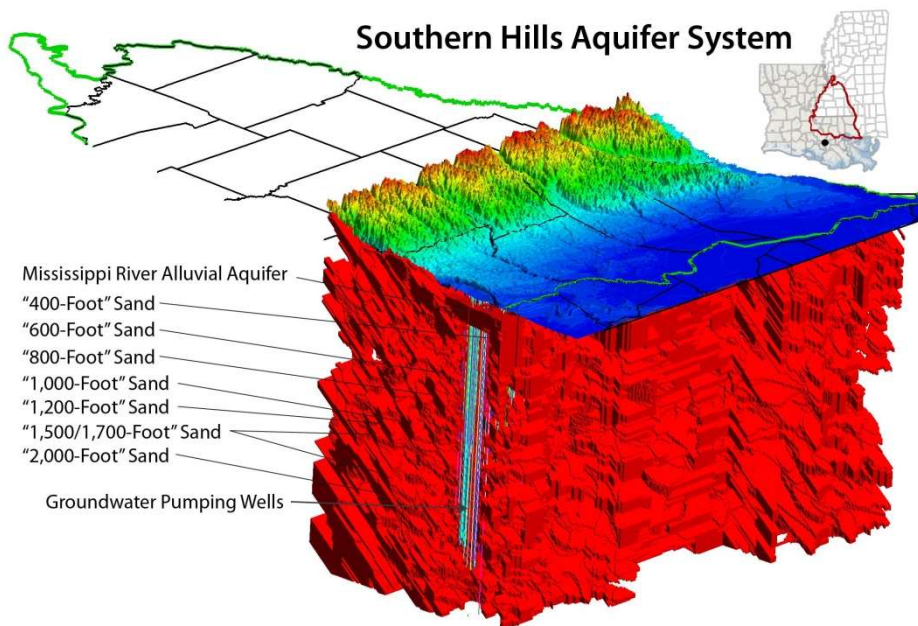 Southern Hills Aquifer System
Mississippi River Alluvial Aquifer
“400-Foot” Sand
“600-Foot” Sand
“800-Foot” Sand
“1,000-Foot” Sand
“1,200-Foot” Sand
“1,500/1,700-Foot” Sand
“2,000-Foot” Sand
Groundwater Pumping Wells